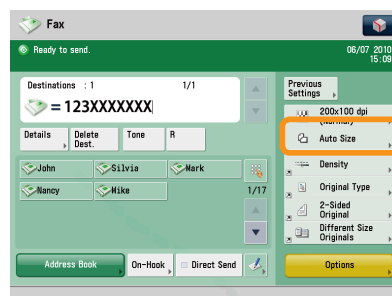 Fax
Ready to send.
06/07 2010
15:09
Destinations : 1
1/1
= 123XXXXXXX
Details
Delete
Dest.
Tone
R
John
Silvia
Mark
Nancy
Mike
1/17
Address Book
On-Hook
Direct Send
Previous
Settings
200x100 dpi
(Normal)
Auto Size
Density
Original Type
2-Sided
Original
Different Size
Originals
Options